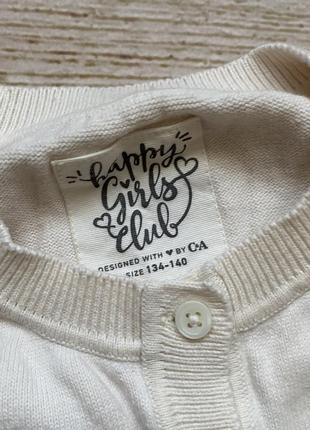 happy
Girls
Club
DESIGNED WITH ♥ BY C&A
SIZE 134-140